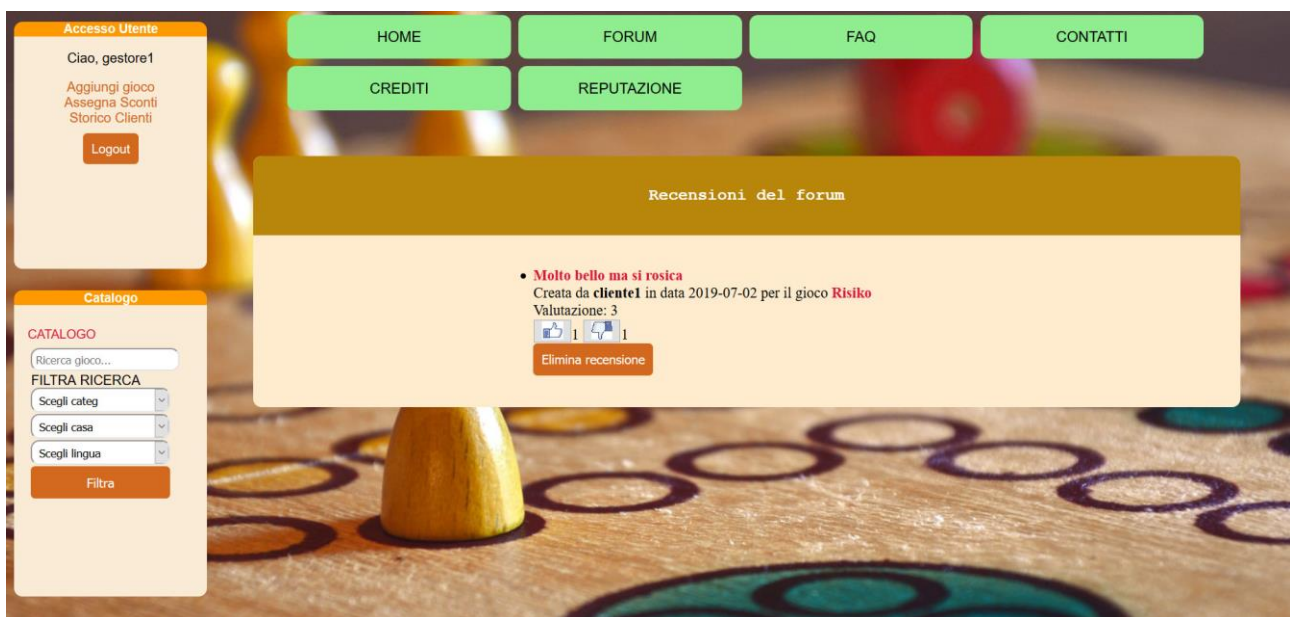 Accesso Utente
Ciao, gestore1
Aggiungi gioco
Assegna Sconti
Storico Clienti
Logout
Catalogo
CATALOGO
Ricerca gioco...
FILTRA RICERCA
Scegli categ
Scegli casa
Scegli lingua
Filtra
HOME FORUM FAQ CONTATTI
CREDITI REPUTAZIONE
Recensioni del forum
Molto bello ma si rosica
Creata da cliente1 in data 2019-07-02 per il gioco Risiko
Valutazione: 3
1 1
Elimina recensione